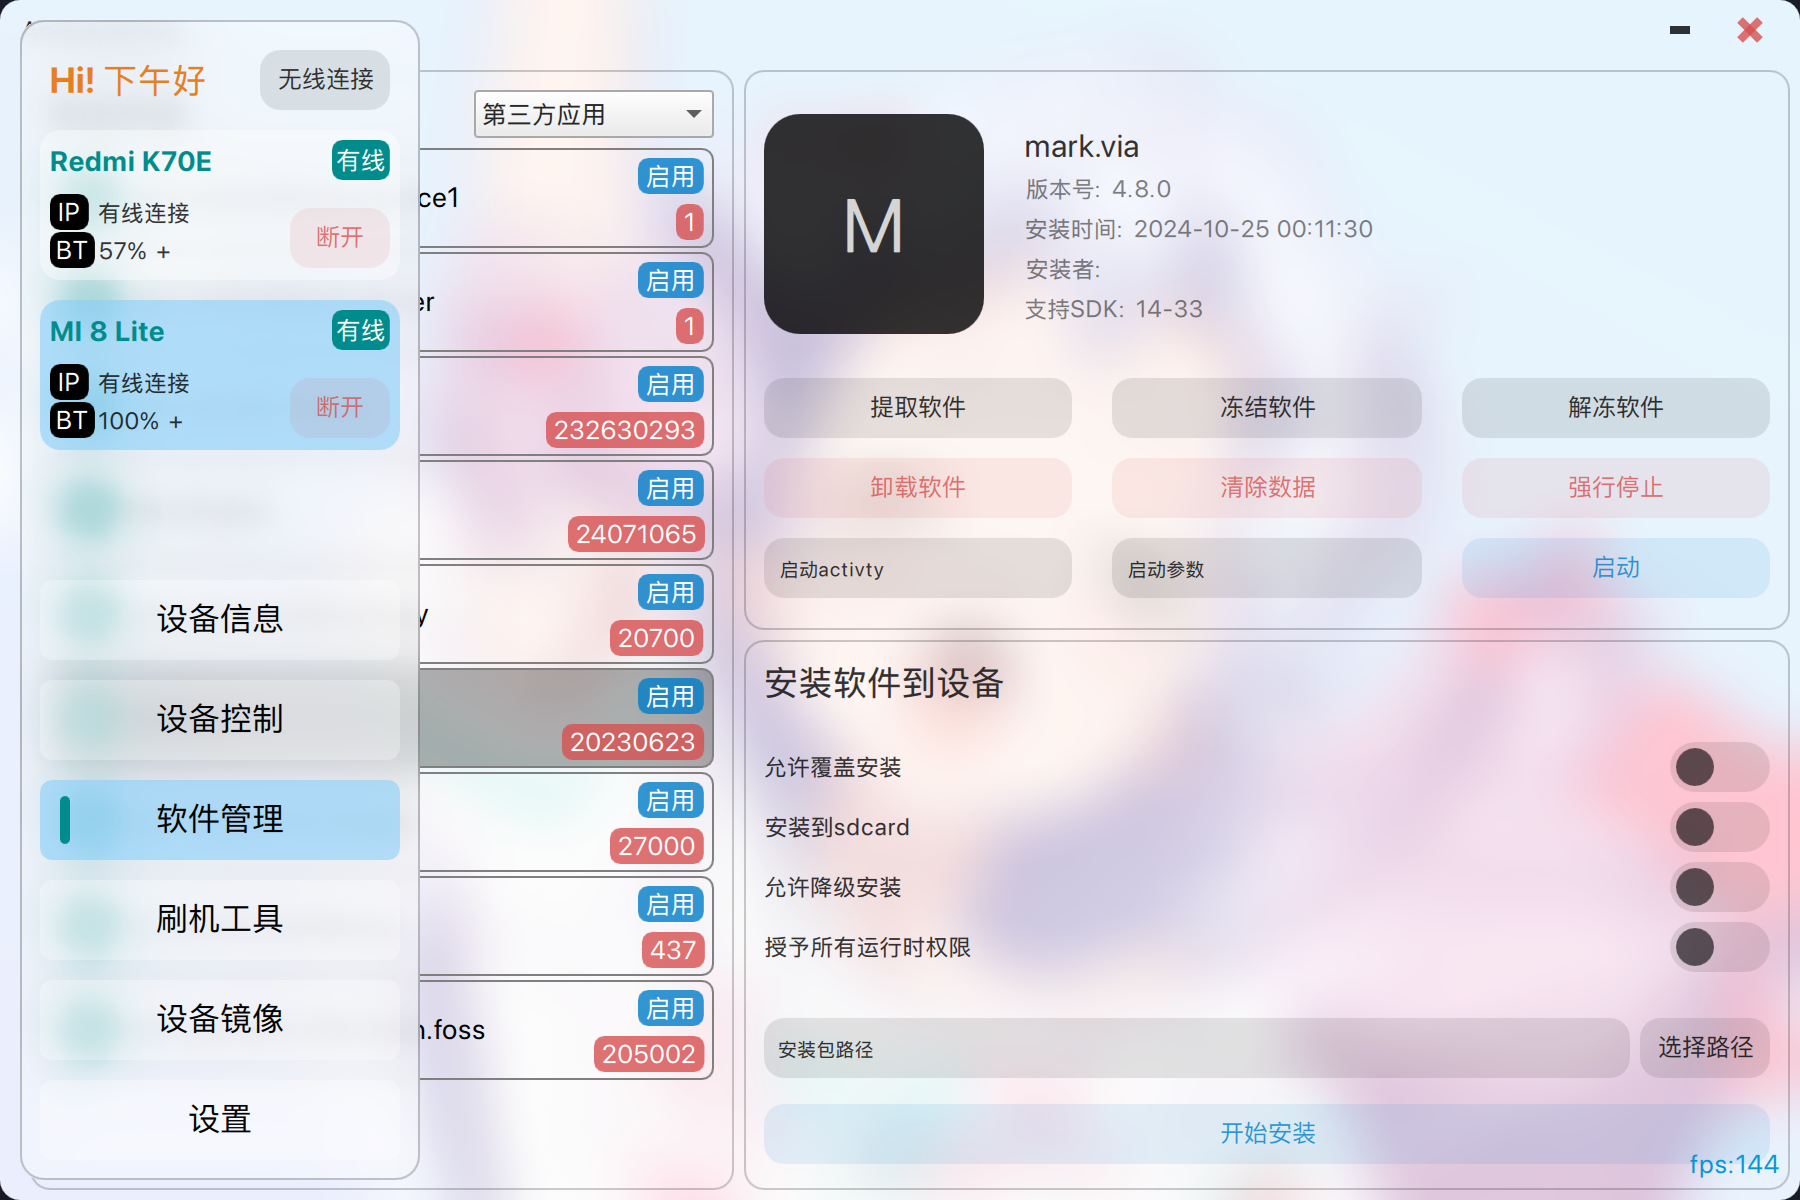 Hi! 下午好
无线连接
Redmi K70E
有线
IP 有线连接
BT 57% +
断开
MI 8 Lite
有线
IP 有线连接
BT 100% +
断开
设备信息
设备控制
软件管理
刷机工具
设备镜像
设置
第三方应用
ce1
启用
1
er
启用
1
启用
232630293
启用
24071065
y
启用
20700
启用
20230623
启用
27000
启用
437
n.foss
启用
205002
M
mark.via
版本号: 4.8.0
安装时间: 2024-10-25 00:11:30
安装者:
支持SDK: 14-33
提取软件
冻结软件
解冻软件
卸载软件
清除数据
强行停止
启动activty
启动参数
启动
安装软件到设备
允许覆盖安装
安装到sdcard
允许降级安装
授予所有运行时权限
安装包路径
选择路径
开始安装
fps:144